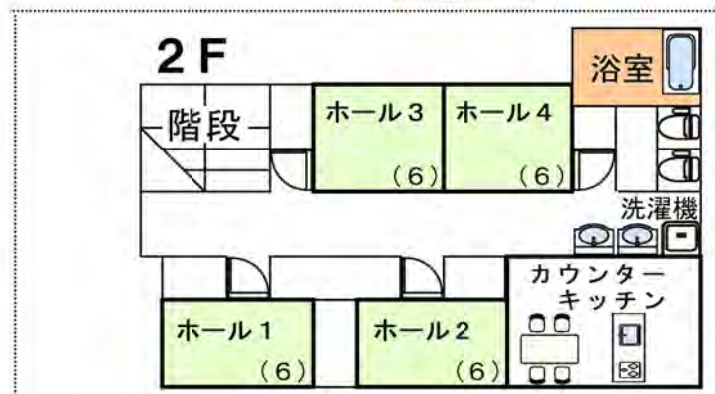 2F
浴室
階段
ホール3
(6)
ホール4
(6)
洗濯機
カウンター
キッチン
ホール1
(6)
ホール2
(6)